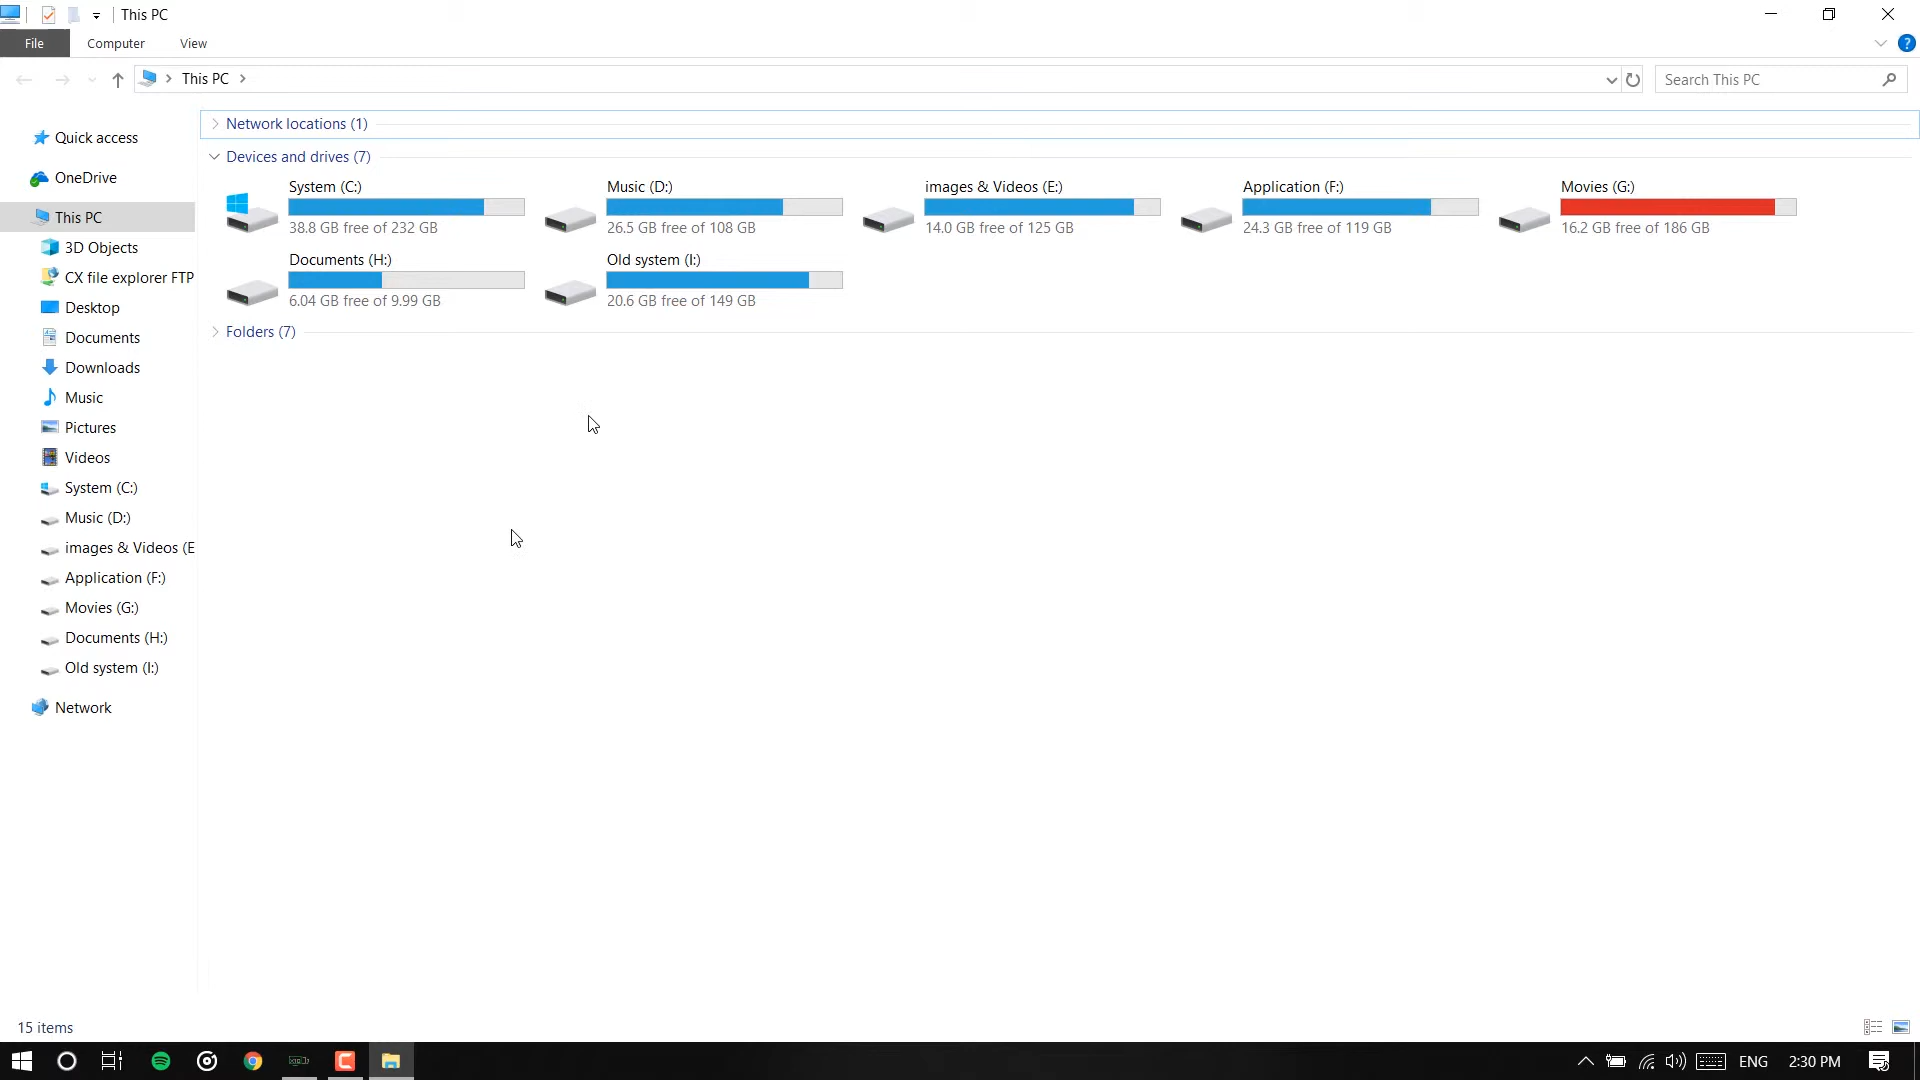 This PC
File Computer View
This PC
Search This PC
Quick access
OneDrive
This PC
3D Objects
CX file explorer FTP
Desktop
Documents
Downloads
Music
Pictures
Videos
System (C:)
Music (D:)
images & Videos (E
Application (F:)
Movies (G:)
Documents (H:)
Old system (I:)
Network
Network locations (1)
Devices and drives (7)
System (C:)
38.8 GB free of 232 GB
Music (D:)
26.5 GB free of 108 GB
images & Videos (E:)
14.0 GB free of 125 GB
Application (F:)
24.3 GB free of 119 GB
Movies (G:)
16.2 GB free of 186 GB
Documents (H:)
6.04 GB free of 9.99 GB
Old system (I:)
20.6 GB free of 149 GB
Folders (7)
15 items
ENG 2:30 PM